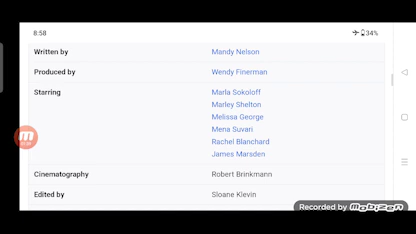 8:58
34%
Written by Mandy Nelson
Produced by Wendy Finerman
Starring Marla Sokoloff
Marley Shelton
Melissa George
Mena Suvari
Rachel Blanchard
James Marsden
Cinematography Robert Brinkmann
Edited by Sloane Klevin
Recorded by Mobizen